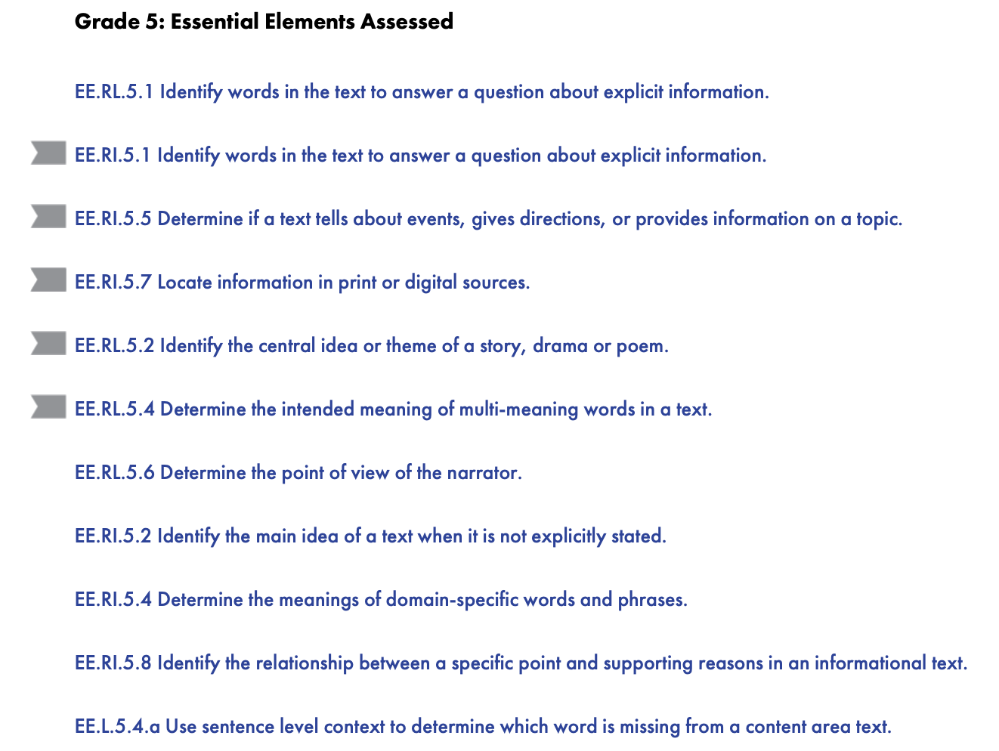 Grade 5: Essential Elements Assessed
EE.RL.5.1 Identify words in the text to answer a question about explicit information.
EE.RI.5.1 Identify words in the text to answer a question about explicit information.
EE.RI.5.5 Determine if a text tells about events, gives directions, or provides information on a topic.
EE.RI.5.7 Locate information in print or digital sources.
EE.RL.5.2 Identify the central idea or theme of a story, drama or poem.
EE.RL.5.4 Determine the intended meaning of multi-meaning words in a text.
EE.RL.5.6 Determine the point of view of the narrator.
EE.RI.5.2 Identify the main idea of a text when it is not explicitly stated.
EE.RI.5.4 Determine the meanings of domain-specific words and phrases.
EE.RI.5.8 Identify the relationship between a specific point and supporting reasons in an informational text.
EE.L.5.4.a Use sentence level context to determine which word is missing from a content area text.